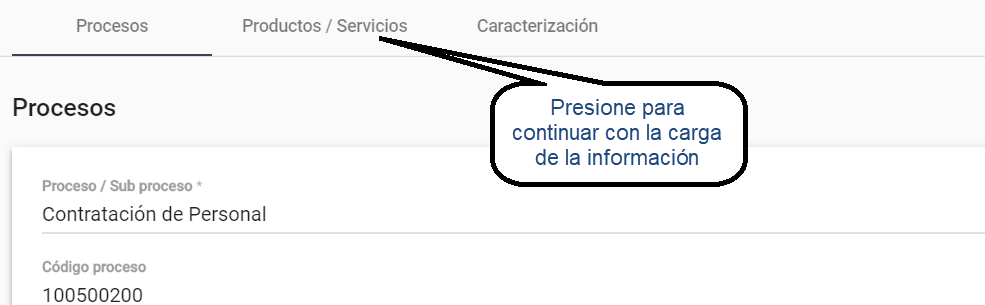 Procesos Productos / Servicios Caracterización
Procesos
Presione para
continuar con la carga
de la información
Proceso / Sub proceso *
Contratación de Personal
Código proceso
100500200